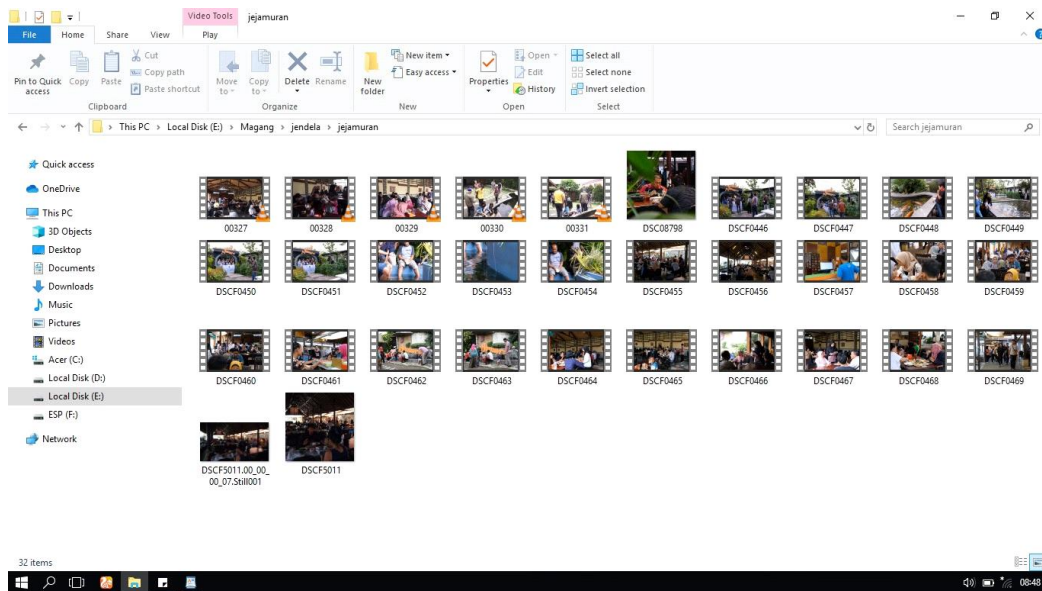 Video Tools jejamuran
File Home Share View Play
Pin to Quick access
Copy
Paste
Cut
Copy path
Paste shortcut
Clipboard
Move to
Copy to
Delete
Rename
Organize
New folder
New item
Easy access
New
Properties
Open
Edit
History
Open
Select all
Select none
Invert selection
Select
This PC > Local Disk (E:) > Magang > jendela > jejamuran
Search jejamuran
Quick access
OneDrive
This PC
3D Objects
Desktop
Documents
Downloads
Music
Pictures
Videos
Acer (C:)
Local Disk (D:)
Local Disk (E:)
ESP (F:)
Network
00327 00328 00329 00330 00331 DSC08798 DSCF0446 DSCF0447 DSCF0448 DSCF0449
DSCF0450 DSCF0451 DSCF0452 DSCF0453 DSCF0454 DSCF0455 DSCF0456 DSCF0457 DSCF0458 DSCF0459
DSCF0460 DSCF0461 DSCF0462 DSCF0463 DSCF0464 DSCF0465 DSCF0466 DSCF0467 DSCF0468 DSCF0469
DSCF5011.00_00_
00_07.Still001
DSCF5011
32 items
08:48